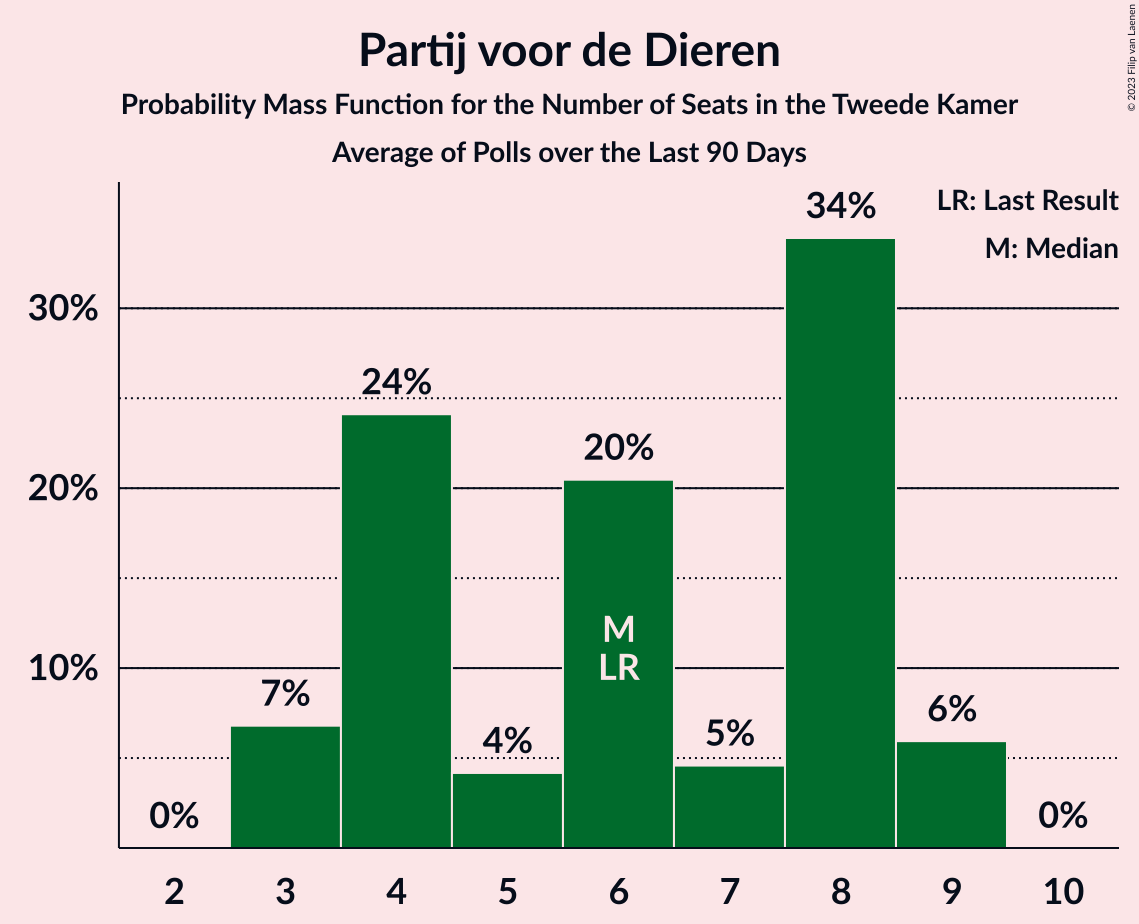 Partij voor de Dieren
Probability Mass Function for the Number of Seats in the Tweede Kamer
Average of Polls over the Last 90 Days
© 2023 Filip van Laenen
LR: Last Result
M: Median
34%
30%
24%
20%
20%
M
LR
10%
7%
6%
5%
4%
0%
0%
2 3 4 5 6 7 8 9 10